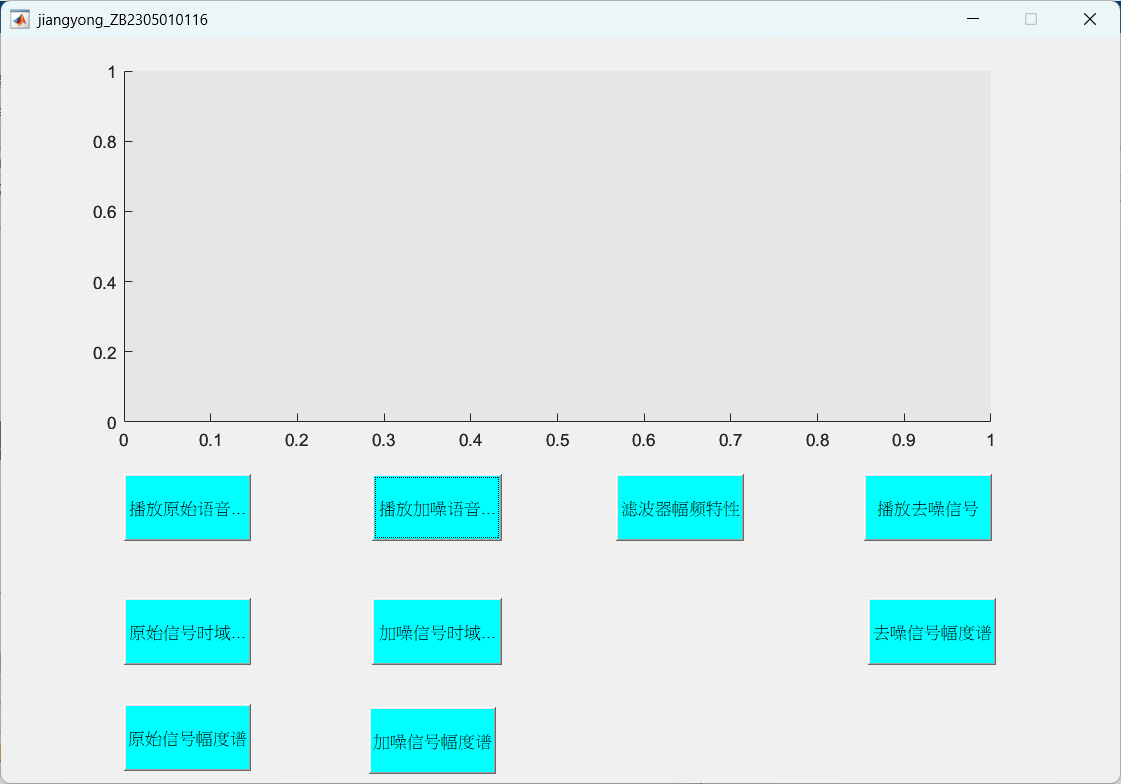 jiangyong_ZB2305010116
1
0.8
0.6
0.4
0.2
0
0 0.1 0.2 0.3 0.4 0.5 0.6 0.7 0.8 0.9 1
播放原始语音... 播放加噪语音... 滤波器幅频特性 播放去噪信号
原始信号时域... 加噪信号时域... 去噪信号幅度谱
原始信号幅度谱 加噪信号幅度谱